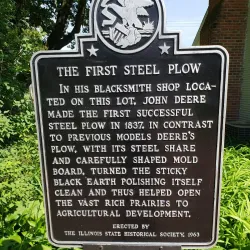 THE FIRST STEEL PLOW
IN HIS BLACKSMITH SHOP LOCA-
TED ON THIS LOT, JOHN DEERE
MADE THE FIRST SUCCESSFUL
STEEL PLOW IN 1837. IN CONTRAST
TO PREVIOUS MODELS DEERE'S
PLOW, WITH ITS STEEL SHARE
AND CAREFULLY SHAPED MOLD
BOARD, TURNED THE STICKY
BLACK EARTH POLISHING ITSELF
CLEAN AND THUS HELPED OPEN
THE VAST RICH PRAIRIES TO
AGRICULTURAL DEVELOPMENT.
ERECTED BY
THE ILLINOIS STATE HISTORICAL SOCIETY, 1963